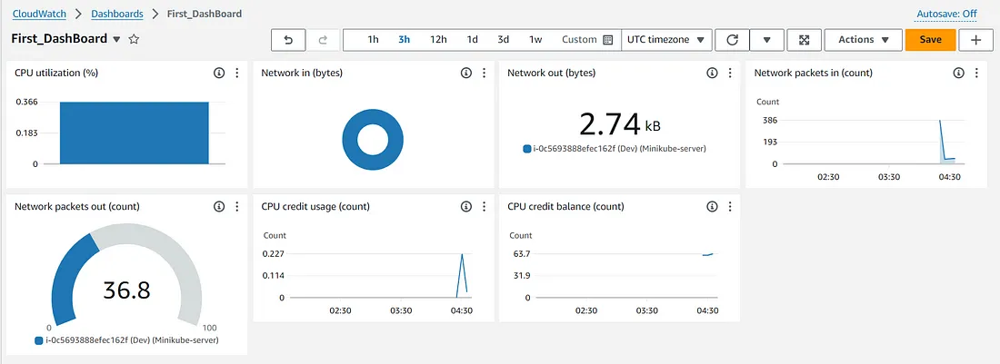 CloudWatch > Dashboards > First_DashBoard
Autosave: Off
First_DashBoard
1h 3h 12h 1d 3d 1w Custom UTC timezone Actions Save
CPU utilization (%)
0.366
0.183
0
Network in (bytes)
Network out (bytes)
2.74 kB
i-0c5693888efec162f (Dev) (Minikube-server)
Network packets in (count)
Count
386
193
0
02:30 03:30 04:30
Network packets out (count)
36.8
0 100
i-0c5693888efec162f (Dev) (Minikube-server)
CPU credit usage (count)
Count
0.227
0.114
0
02:30 03:30 04:30
CPU credit balance (count)
Count
63.7
31.9
0
02:30 03:30 04:30